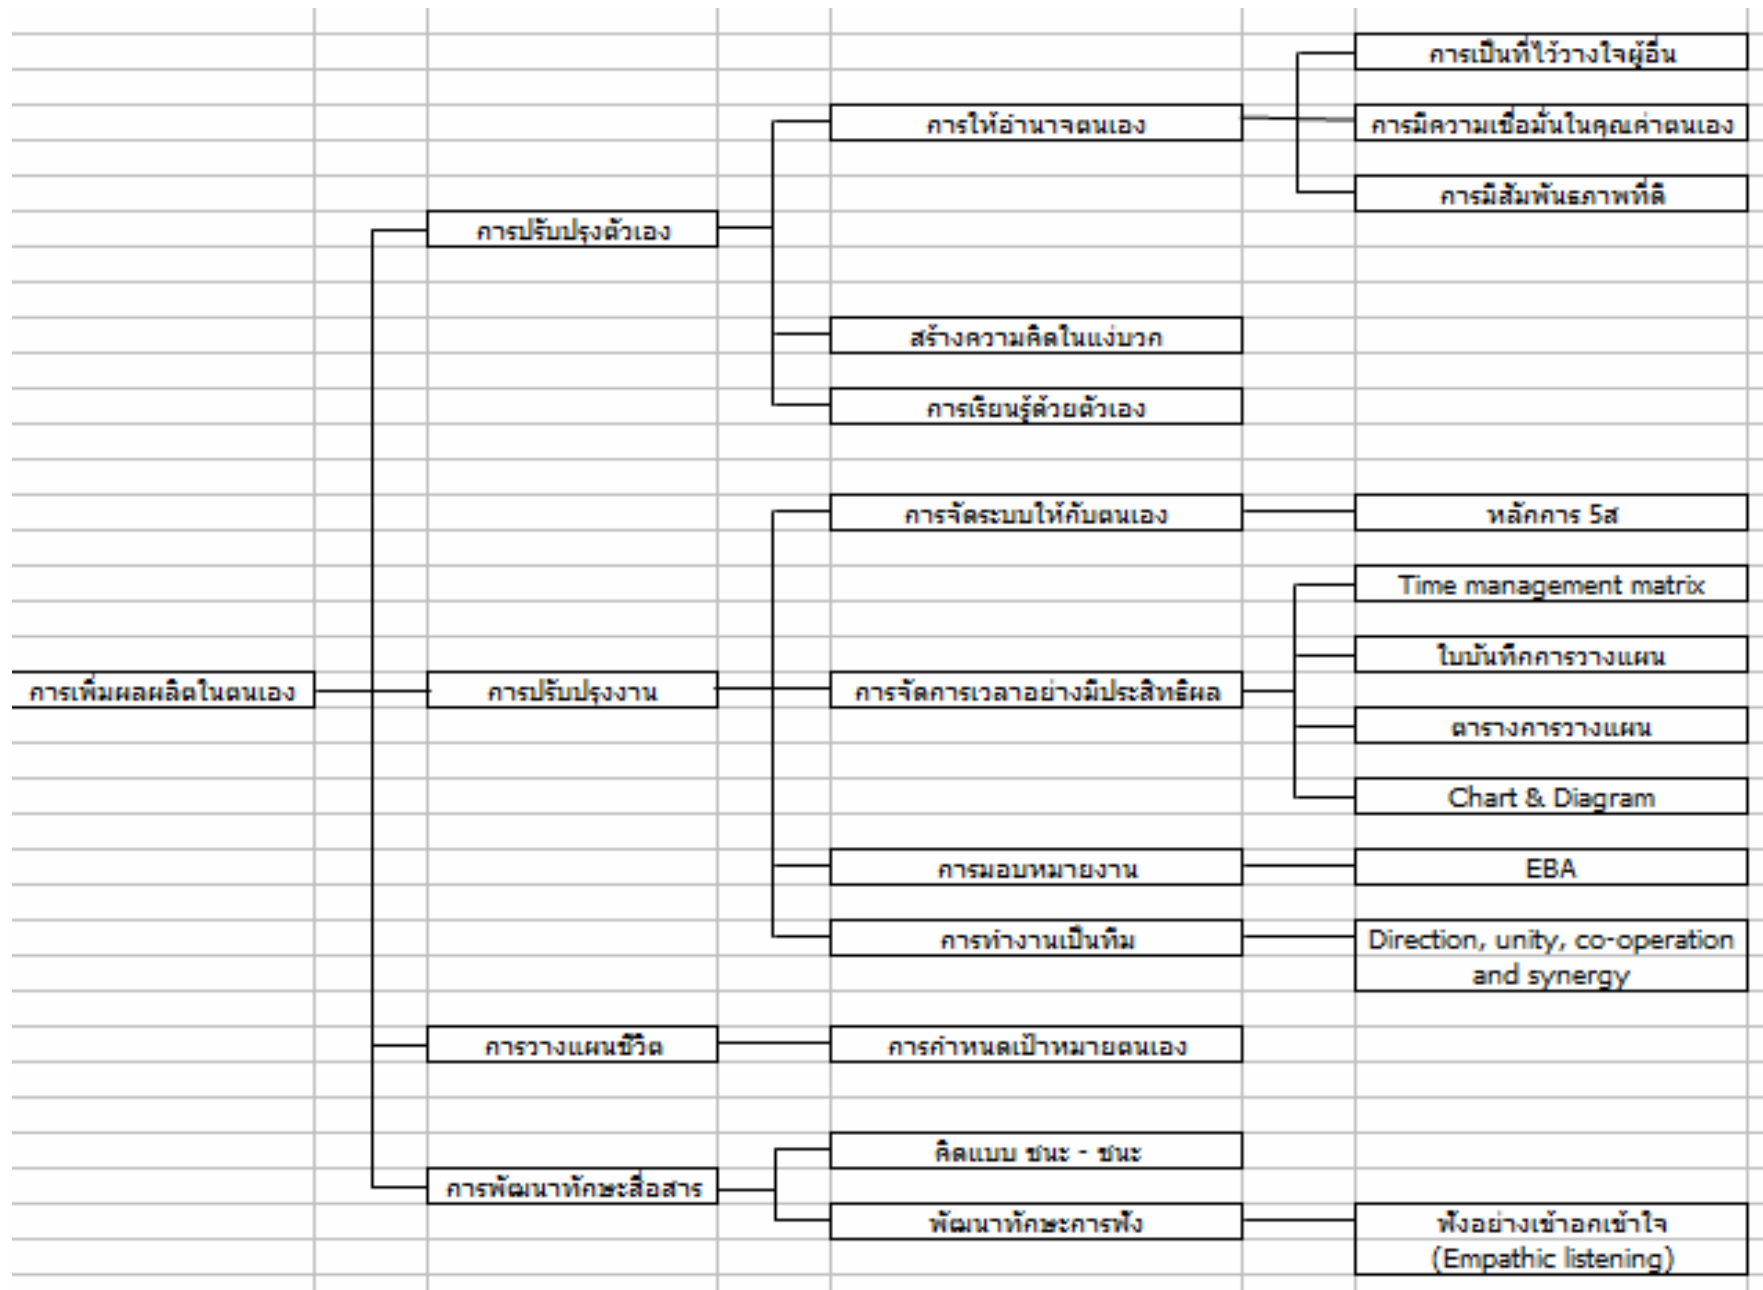 การเป็นที่ไว้วางใจผู้อื่น
การให้อำนาจตนเอง
การมีความเชื่อมั่นในคุณค่าตนเอง
การมีสัมพันธภาพที่ดี
การปรับปรุงตัวเอง
สร้างความคิดในแง่บวก
การเรียนรู้ด้วยตัวเอง
การจัดระบบให้กับตนเอง
หลักการ 5ส
Time management matrix
ใบบันทึกการวางแผน
การเพิ่มผลผลิตในตนเอง
การปรับปรุงงาน
การจัดการเวลาอย่างมีประสิทธิผล
ตารางการวางแผน
Chart & Diagram
การมอบหมายงาน
EBA
การทำงานเป็นทีม
Direction, unity, co-operation
and synergy
การวางแผนชีวิต
การกำหนดเป้าหมายตนเอง
คิดแบบ ชนะ - ชนะ
การพัฒนาทักษะสื่อสาร
พัฒนาทักษะการฟัง
ฟังอย่างเข้าอกเข้าใจ
(Empathic listening)